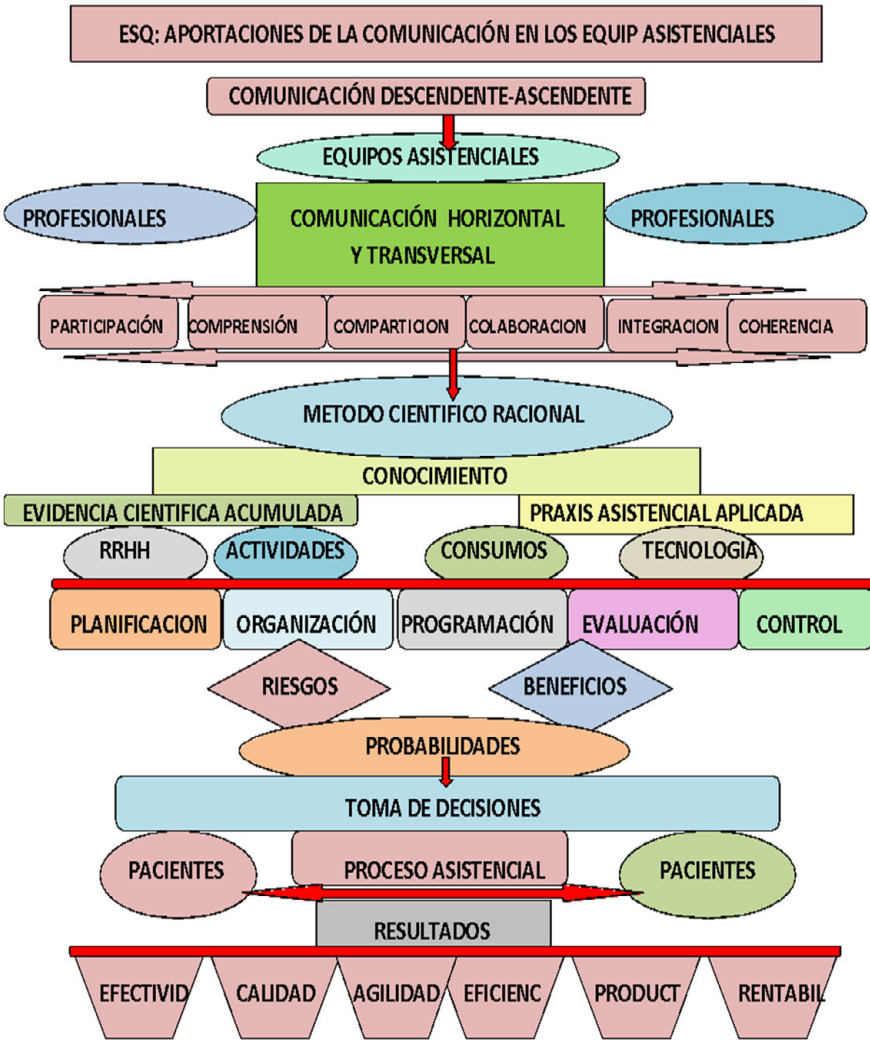 ESQ: APORTACIONES DE LA COMUNICACIÓN EN LOS EQUIP ASISTENCIALES
COMUNICACIÓN DESCENDENTE-ASCENDENTE
EQUIPOS ASISTENCIALES
PROFESIONALES
COMUNICACIÓN HORIZONTAL
Y TRANSVERSAL
PROFESIONALES
PARTICIPACIÓN
COMPRENSIÓN
COMPARTICION
COLABORACION
INTEGRACION
COHERENCIA
METODO CIENTIFICO RACIONAL
CONOCIMIENTO
EVIDENCIA CIENTIFICA ACUMULADA
PRAXIS ASISTENCIAL APLICADA
RRHH
ACTIVIDADES
CONSUMOS
TECNOLOGIA
PLANIFICACION
ORGANIZACIÓN
PROGRAMACIÓN
EVALUACIÓN
CONTROL
RIESGOS
BENEFICIOS
PROBABILIDADES
TOMA DE DECISIONES
PACIENTES
PROCESO ASISTENCIAL
PACIENTES
RESULTADOS
EFECTIVID
CALIDAD
AGILIDAD
EFICIENC
PRODUCT
RENTABIL